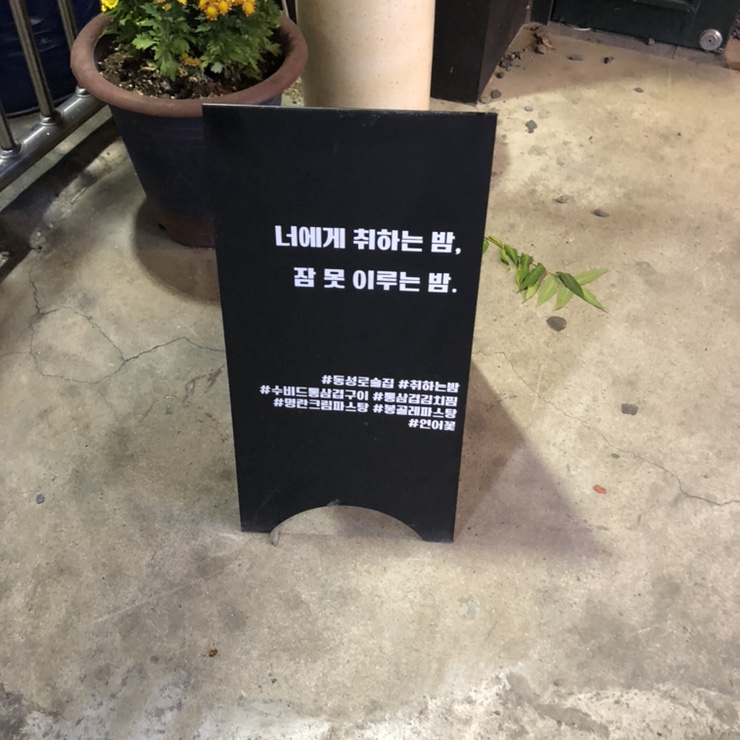 너에게 취하는 밤,
잠 못 이루는 밤.
#동성로술집 #취하는밤
#수비드통삼겹구이 #통삼겹김치찜
#명란크림파스탕 #봉골레파스탕
#연어꽃